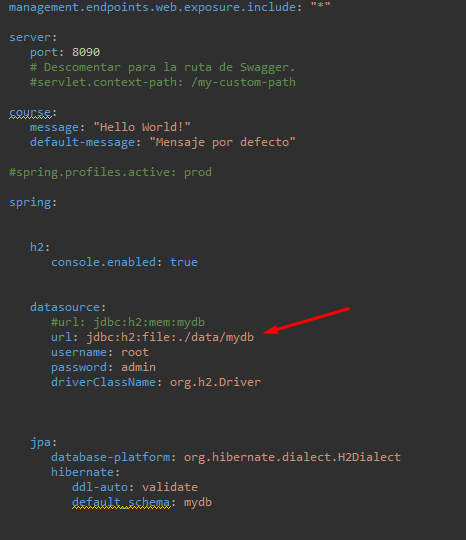 management.endpoints.web.exposure.include: "*"
server:
port: 8090
# Descomentar para la ruta de Swagger.
#servlet.context-path: /my-custom-path
course:
message: "Hello World!"
default-message: "Mensaje por defecto"
#spring.profiles.active: prod
spring:
h2:
console.enabled: true
datasource:
#url: jdbc:h2:mem:mydb
url: jdbc:h2:file:./data/mydb
username: root
password: admin
driverClassName: org.h2.Driver
jpa:
database-platform: org.hibernate.dialect.H2Dialect
hibernate:
ddl-auto: validate
default_schema: mydb